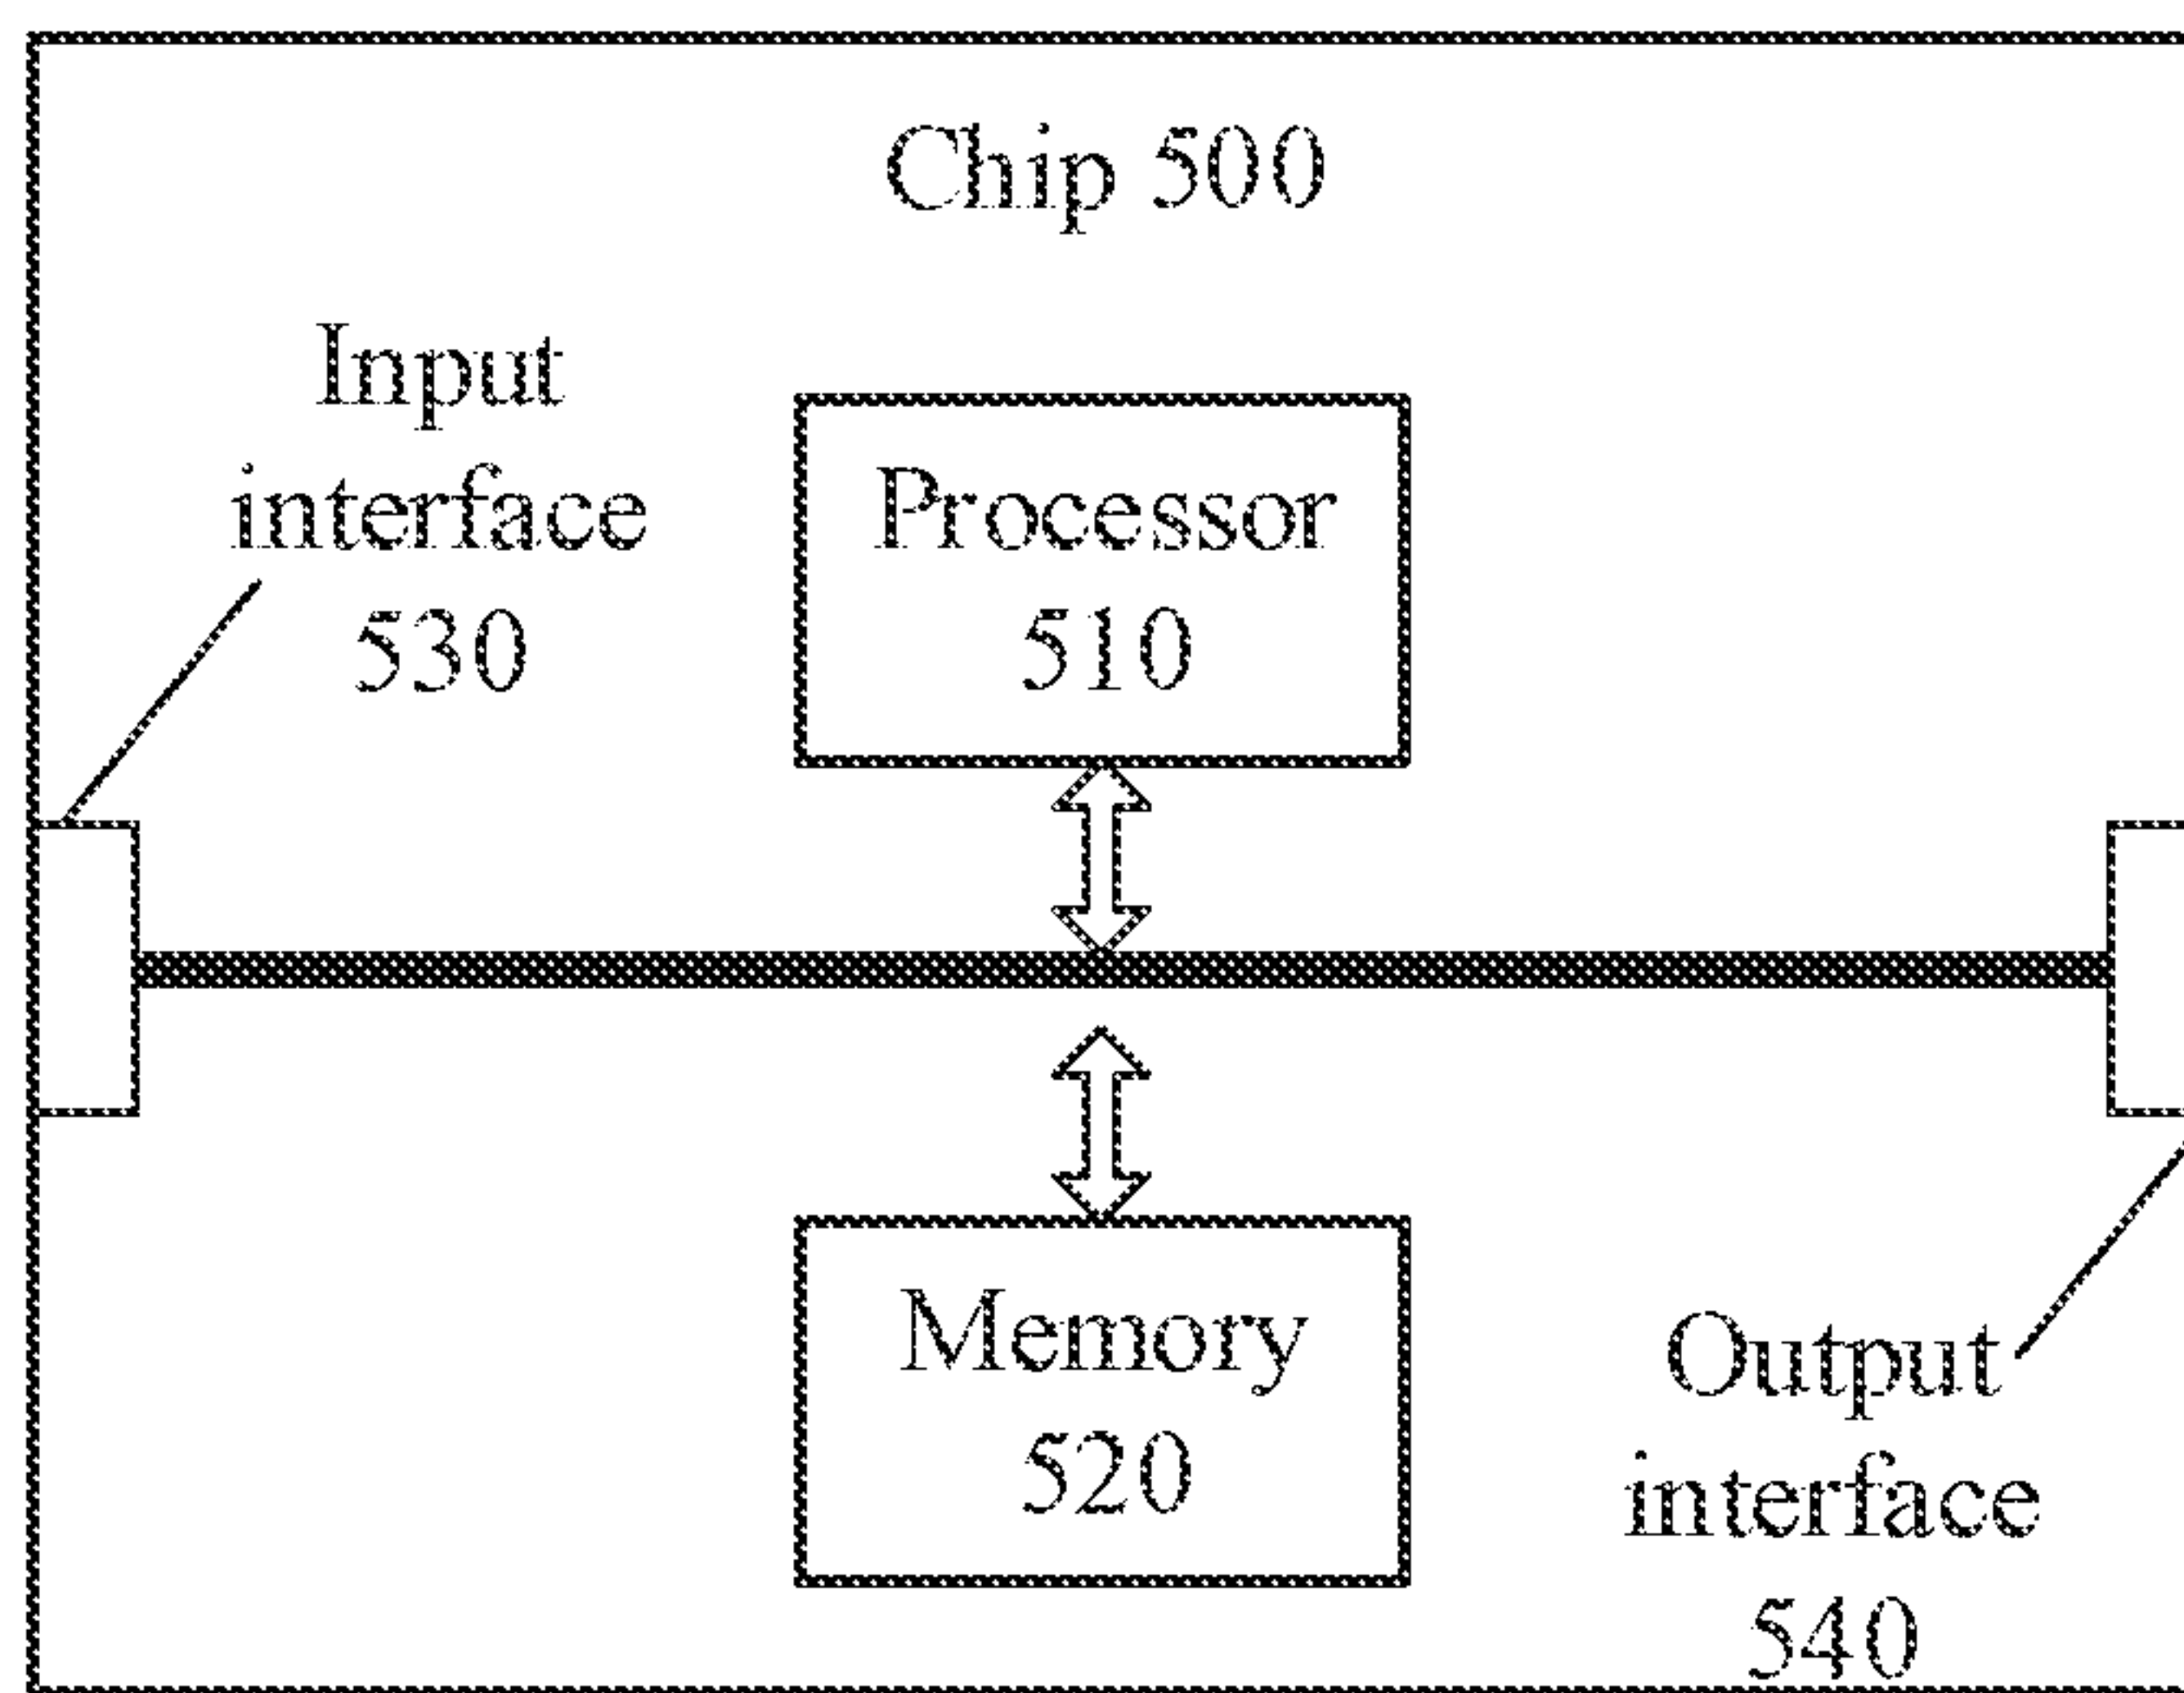 Chip 500
Input
interface
530
Processor
510
Memory
520
Output
interface
540